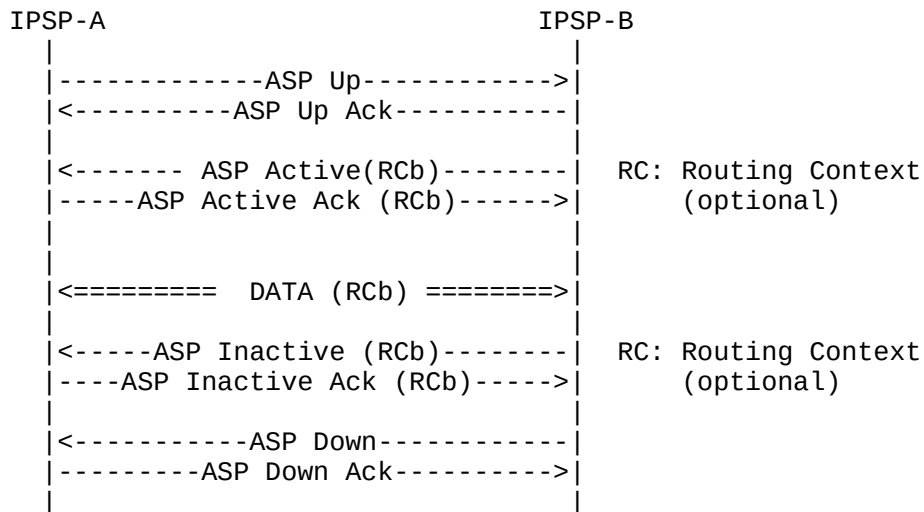 IPSP-A                             IPSP-B
  |                                  |
  |-------------ASP Up------------>|
  |<----------ASP Up Ack-----------|
  |                                  |
  |<------- ASP Active(RCb)--------|  RC: Routing Context
  |-----ASP Active Ack (RCb)------>|      (optional)
  |                                  |
  |                                  |
  |<=========  DATA (RCb) ========>|
  |                                  |
  |<-----ASP Inactive (RCb)--------|  RC: Routing Context
  |----ASP Inactive Ack (RCb)----->|      (optional)
  |                                  |
  |<-----------ASP Down------------|
  |---------ASP Down Ack---------->|
  |                                  |